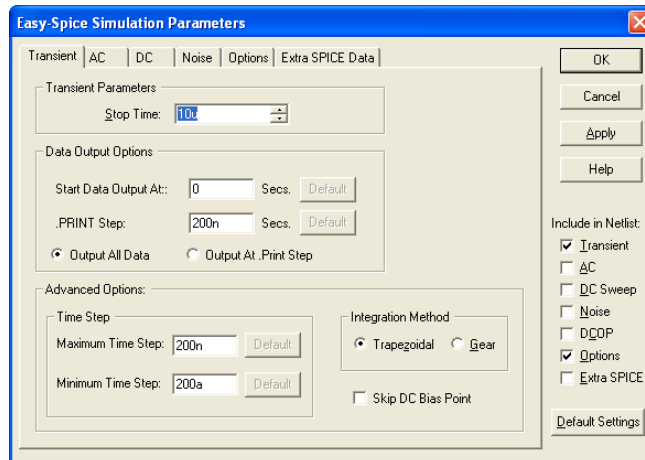 Easy-Spice Simulation Parameters
Transient AC DC Noise Options Extra SPICE Data
Transient Parameters
Stop Time: 10u
Data Output Options
Start Data Output At:: 0 Secs. Default
.PRINT Step: 200n Secs. Default
Output All Data Output At .Print Step
Advanced Options:
Time Step
Maximum Time Step: 200n Default
Minimum Time Step: 200a Default
Integration Method
Trapezoidal Gear
Skip DC Bias Point
OK
Cancel
Apply
Help
Include in Netlist:
Transient
AC
DC Sweep
Noise
DCOP
Options
Extra SPICE
Default Settings